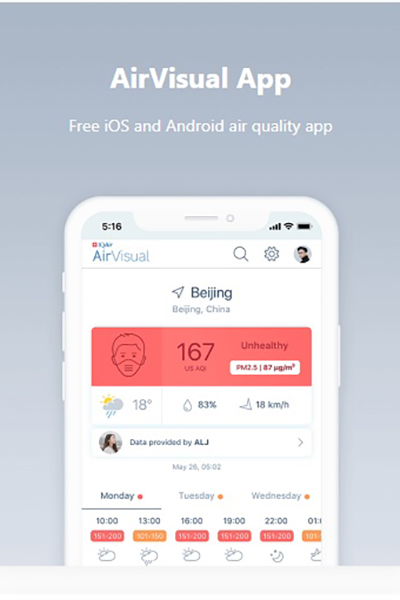 AirVisual App
Free iOS and Android air quality app
5:16
IQAir
AirVisual
Beijing
Beijing, China
167
US AQI
Unhealthy
PM2.5 | 87 µg/m³
18°
83%
18 km/h
Data provided by ALJ
May 26, 05:02
Monday Tuesday Wednesday
10:00 13:00 16:00 19:00 22:00 01:
151-200 101-150 151-200 151-200 151-200 101-